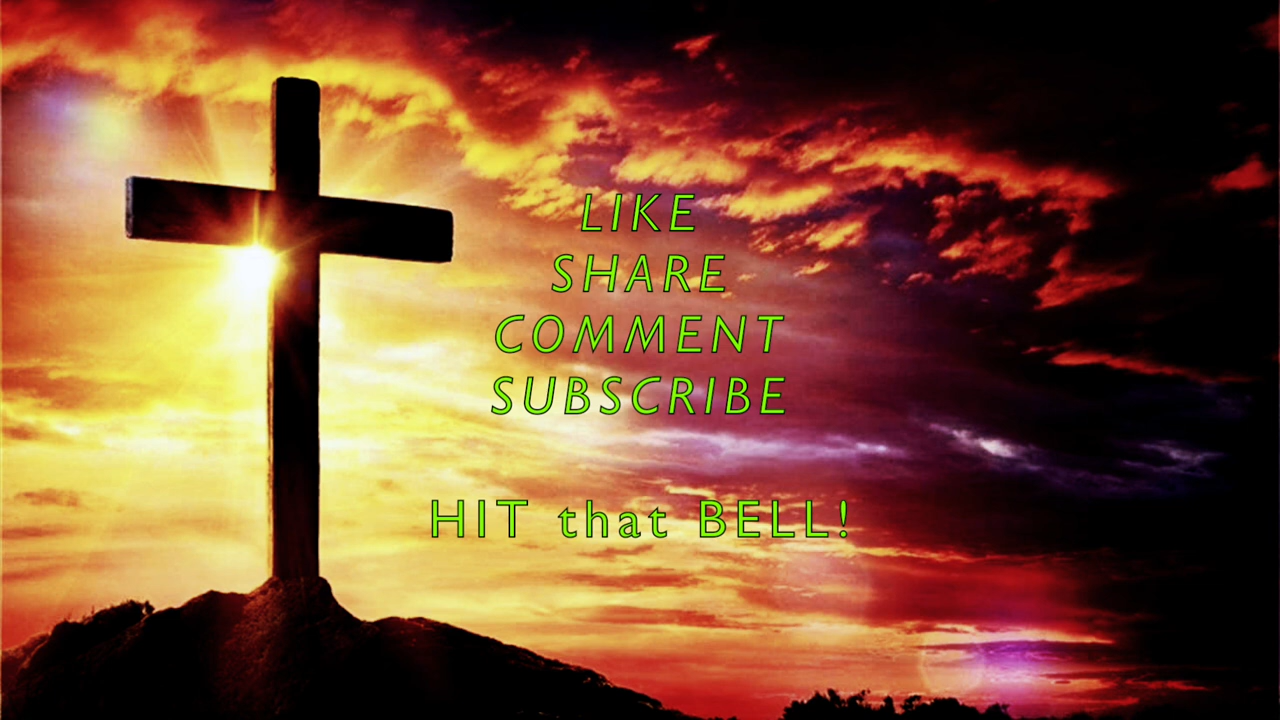 LIKE
SHARE
COMMENT
SUBSCRIBE
HIT that BELL!